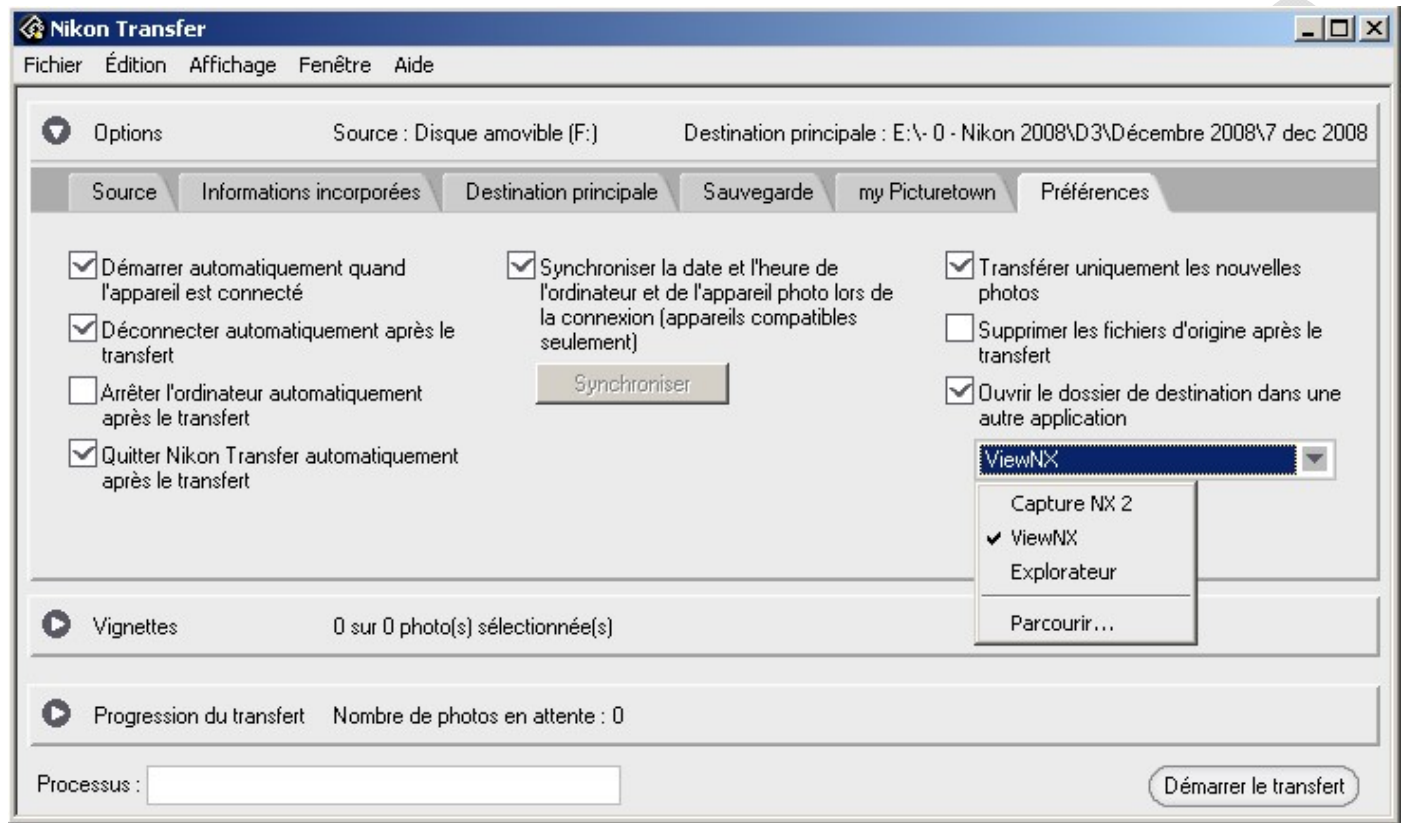 Nikon Transfer
Fichier Édition Affichage Fenêtre Aide
Options Source : Disque amovible (F:) Destination principale : E:\- 0 - Nikon 2008\D3\Décembre 2008\7 dec 2008
Source Informations incorporées Destination principale Sauvegarde my Picturetown Préférences
Démarrer automatiquement quand
l'appareil est connecté
Déconnecter automatiquement après le
transfert
Arrêter l'ordinateur automatiquement
après le transfert
Quitter Nikon Transfer automatiquement
après le transfert
Synchroniser la date et l'heure de
l'ordinateur et de l'appareil photo lors de
la connexion (appareils compatibles
seulement)
Synchroniser
Transférer uniquement les nouvelles
photos
Supprimer les fichiers d'origine après le
transfert
Ouvrir le dossier de destination dans une
autre application
ViewNX
Capture NX 2
ViewNX
Explorateur
Parcourir...
Vignettes 0 sur 0 photo(s) sélectionnée(s)
Progression du transfert Nombre de photos en attente : 0
Processus :
Démarrer le transfert